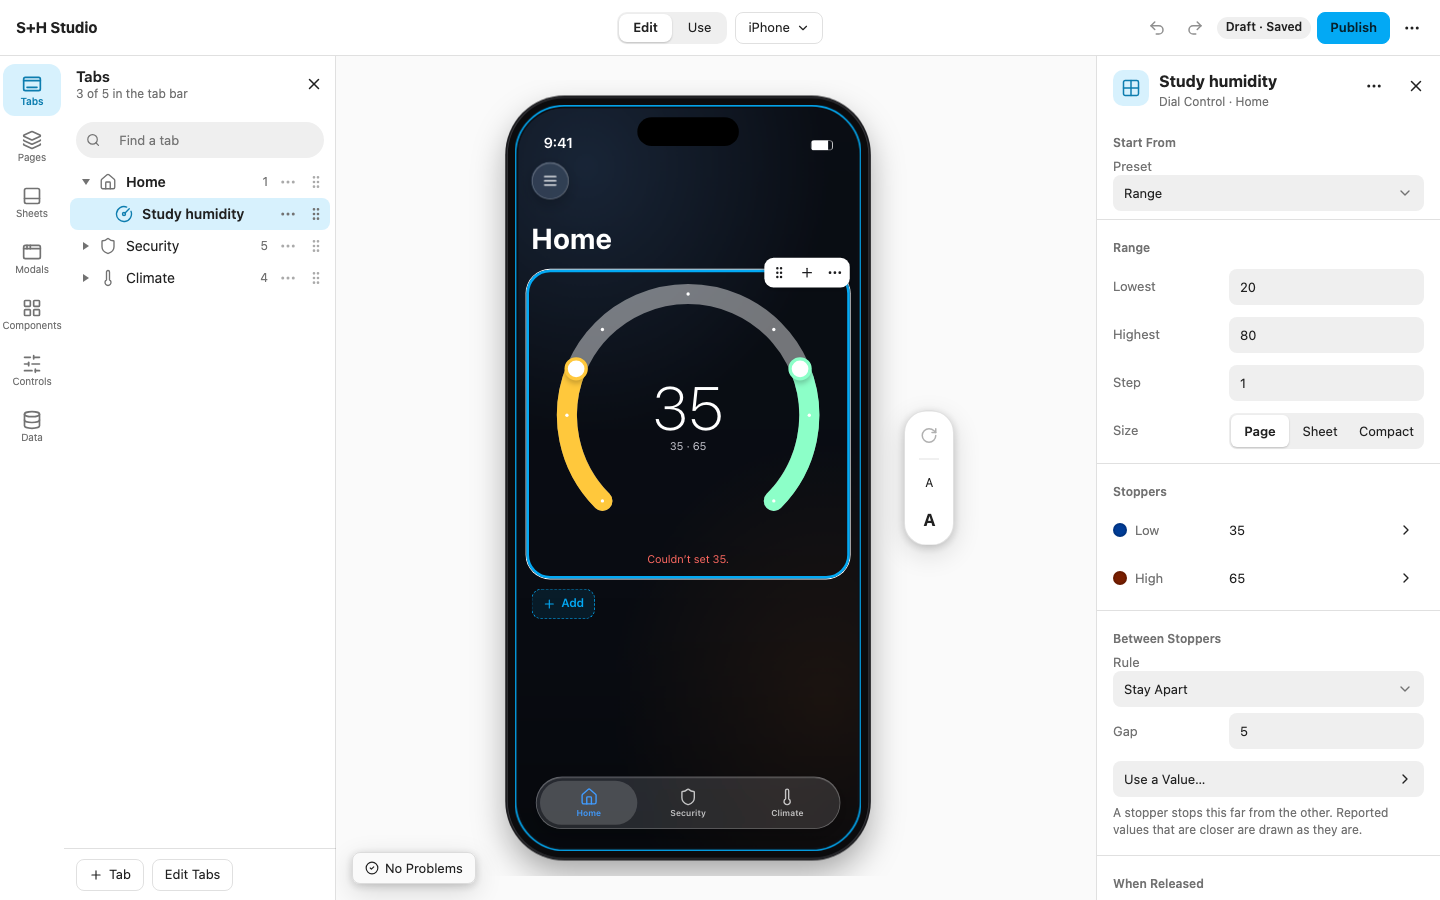 S+H Studio
Edit
Use
iPhone
Draft · Saved
Publish
Tabs
Pages
Sheets
Modals
Components
Controls
Data
Tabs
3 of 5 in the tab bar
Find a tab
Home
1
Study humidity
Security
5
Climate
4
+ Tab
Edit Tabs
9:41
Home
35
35 · 65
Couldn't set 35.
+ Add
Home
Security
Climate
A
A
No Problems
Study humidity
Dial Control · Home
Start From
Preset
Range
Range
Lowest
20
Highest
80
Step
1
Size
Page
Sheet
Compact
Stoppers
Low
35
High
65
Between Stoppers
Rule
Stay Apart
Gap
5
Use a Value...
A stopper stops this far from the other. Reported
values that are closer are drawn as they are.
When Released